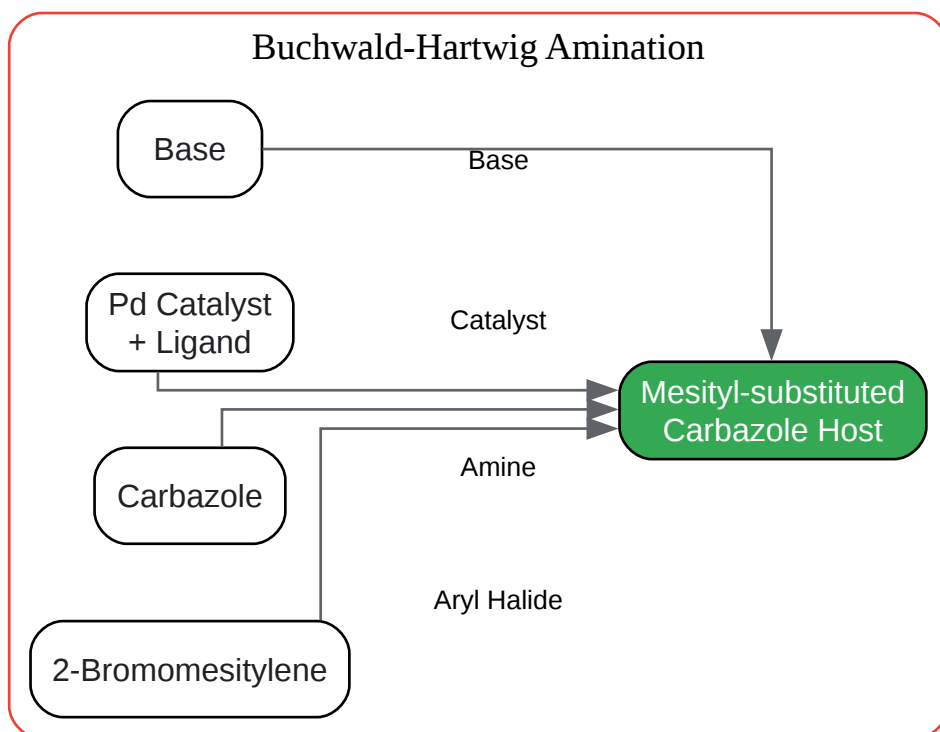 Buchwald-Hartwig Amination
Base
Base
Pd Catalyst
+ Ligand
Catalyst
Mesityl-substituted
Carbazole Host
Carbazole
Amine
Aryl Halide
2-Bromomesitylene